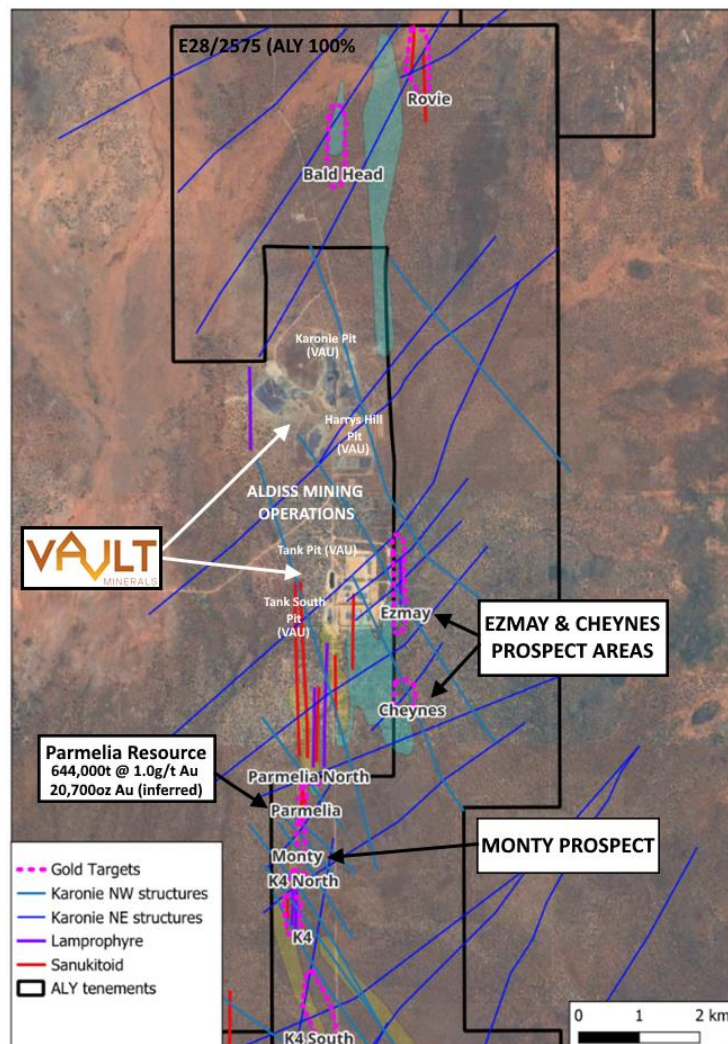 E28/2575 (ALY 100%
Rovie
Bald Head
Karonie Pit
(VAU)
Harrys Hill
Pit
(VAU)
ALDISS MINING
OPERATIONS
VAULT
MINERALS
Tank Pit (VAU)
Tank South
Pit
(VAU)
Ezmay
EZMAY & CHEYNES
PROSPECT AREAS
Cheynes
Parmelia Resource
644,000t @ 1.0g/t Au
20,700oz Au (inferred)
Parmelia North
Parmelia
Monty
MONTY PROSPECT
K4 North
K4
K4 South
Gold Targets
Karonie NW structures
Karonie NE structures
Lamprophyre
Sanukitoid
ALY tenements
0 1 2 km